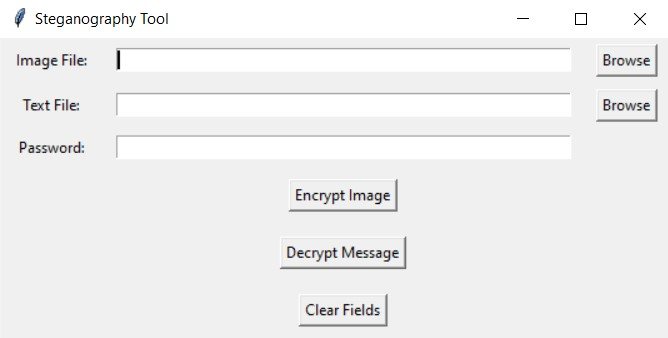 Steganography Tool
Image File: Browse
Text File: Browse
Password:
Encrypt Image
Decrypt Message
Clear Fields